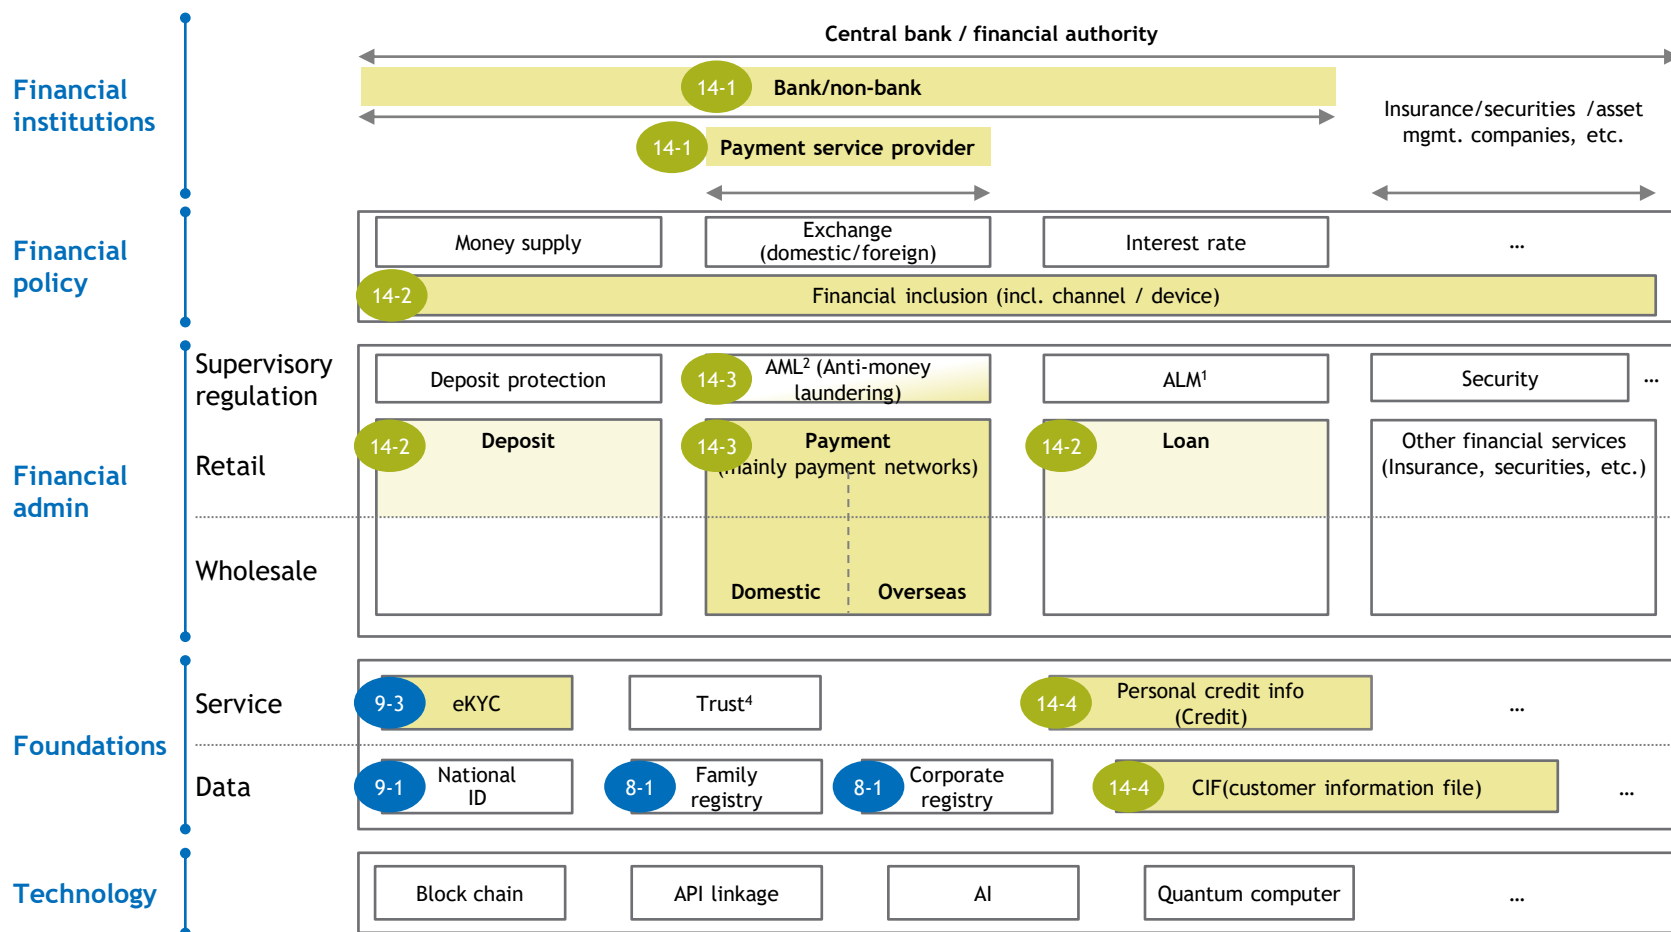 Central bank / financial authority
Financial
institutions
14-1
Bank/non-bank
Insurance/securities /asset
mgmt. companies, etc.
14-1
Payment service provider
Financial
policy
Money supply
Exchange
(domestic/foreign)
Interest rate
...
14-2
Financial inclusion (incl. channel / device)
Financial
admin
Supervisory
regulation
Deposit protection
14-3
AML² (Anti-money
laundering)
ALM¹
Security
...
Retail
14-2
Deposit
14-3
Payment
(mainly payment networks)
14-2
Loan
Other financial services
(Insurance, securities, etc.)
Wholesale
Domestic
Overseas
Foundations
Service
9-3
eKYC
Trust⁴
14-4
Personal credit info
(Credit)
...
Data
9-1
National
ID
8-1
Family
registry
8-1
Corporate
registry
14-4
CIF(customer information file)
...
Technology
Block chain
API linkage
AI
Quantum computer
...